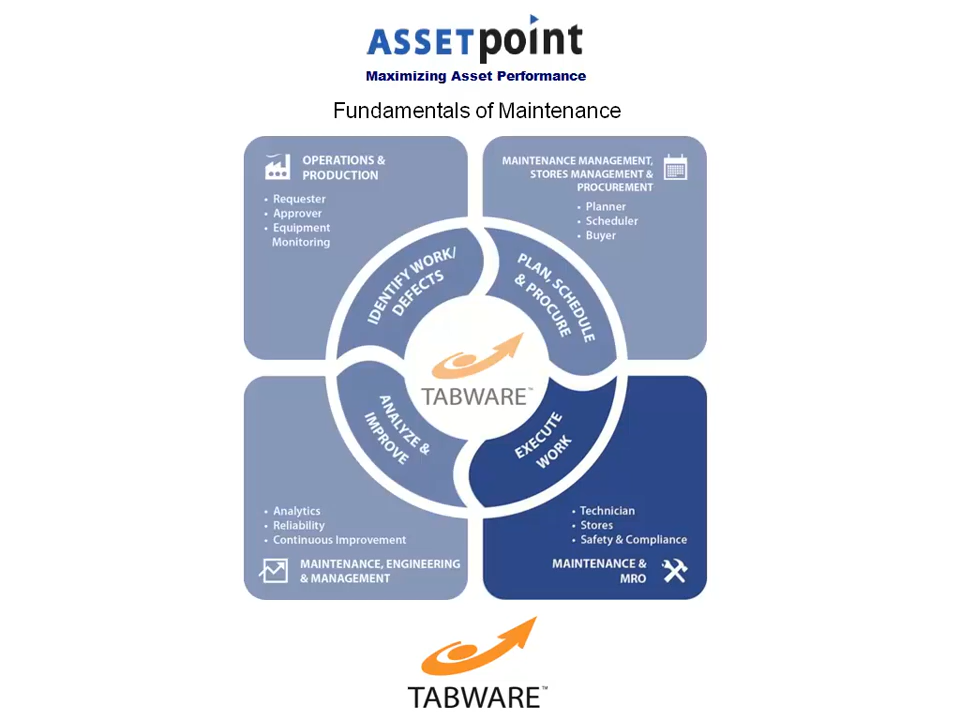 ASSETpoint
Maximizing Asset Performance
Fundamentals of Maintenance
OPERATIONS &
PRODUCTION
• Requester
• Approver
• Equipment
Monitoring
MAINTENANCE MANAGEMENT,
STORES MANAGEMENT &
PROCUREMENT
• Planner
• Scheduler
• Buyer
IDENTIFY WORK/
DEFECTS
PLAN, SCHEDULE
& PROCURE
TABWARE™
ANALYZE &
IMPROVE
EXECUTE
WORK
• Analytics
• Reliability
• Continuous Improvement
MAINTENANCE, ENGINEERING
& MANAGEMENT
• Technician
• Stores
• Safety & Compliance
MAINTENANCE &
MRO
TABWARE™